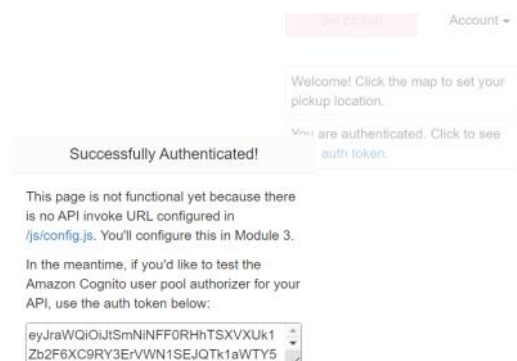 Set pickup
Account
Welcome! Click the map to set your
pickup location.
You are authenticated. Click to see
auth token.
Successfully Authenticated!
This page is not functional yet because there
is no API invoke URL configured in
/js/config.js. You'll configure this in Module 3.
In the meantime, if you'd like to test the
Amazon Cognito user pool authorizer for your
API, use the auth token below:
eyJraWQiOiJtSmNiNFF0RHhTSXVXUk1
Zb2F6XC9RY3ErVWN1SEJQTk1aWTY5